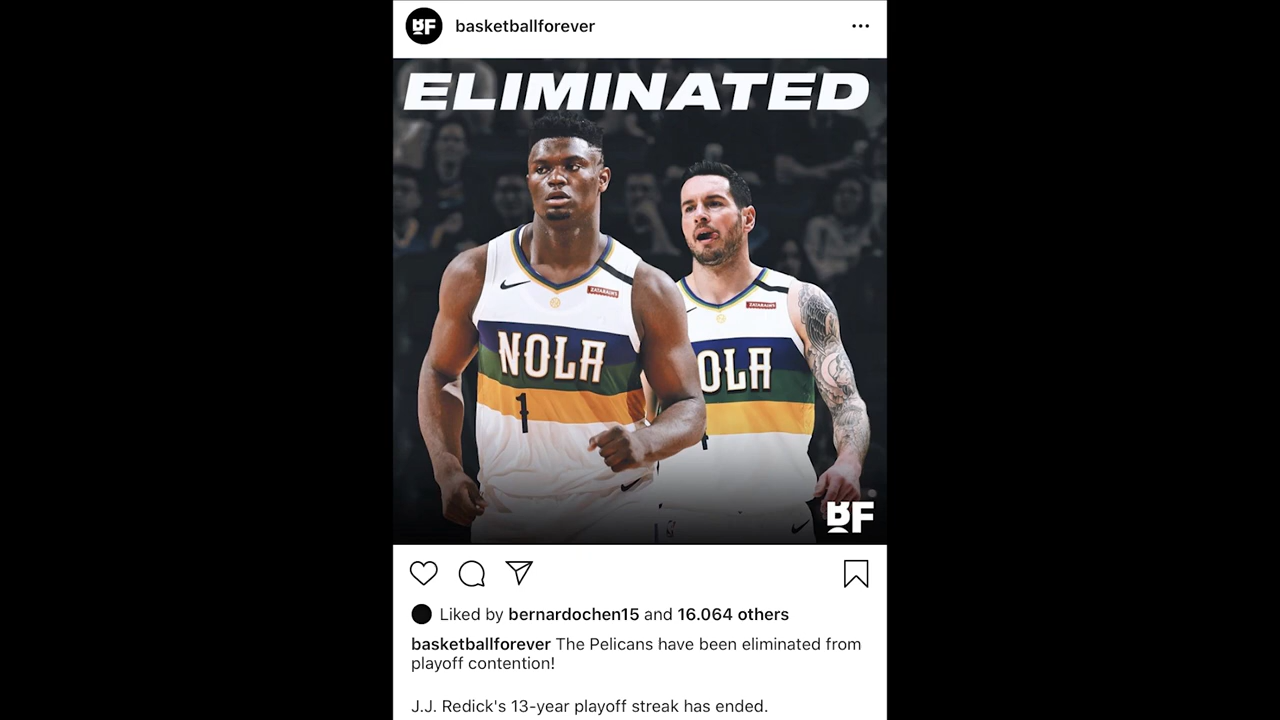 BF basketballforever
ELIMINATED
ZATARAIN'S
ZATARAIN'S
NOLA
OLA
1
BF
Liked by bernardochen15 and 16.064 others
basketballforever The Pelicans have been eliminated from
playoff contention!
J.J. Redick's 13-year playoff streak has ended.